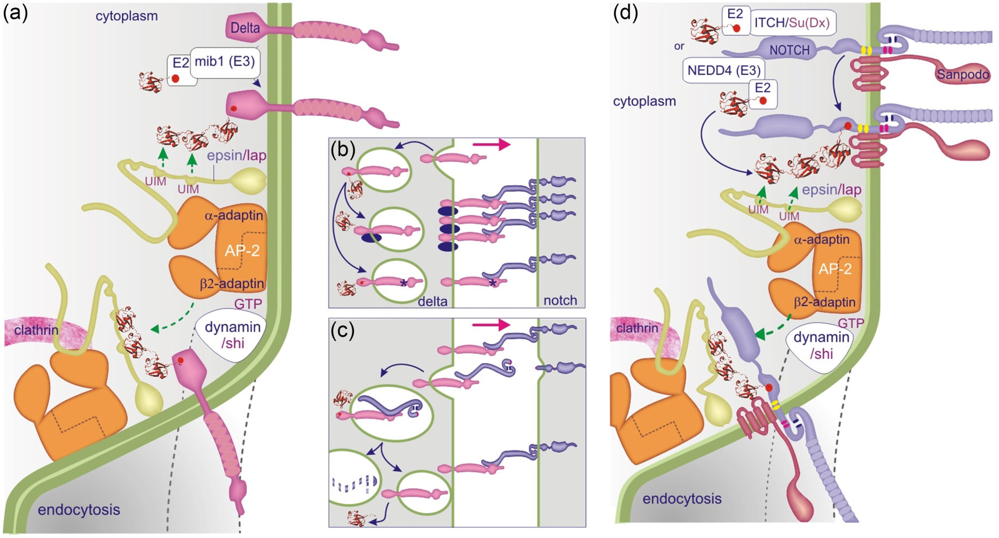 (a)
cytoplasm
Delta
E2
mib1 (E3)
epsin/lap
UIM
UIM
α-adaptin
AP-2
β2-adaptin
GTP
dynamin
/shi
clathrin
endocytosis
(b)
*
*
delta
notch
(c)
(d)
E2
ITCH/Su(Dx)
or
NOTCH
NEDD4 (E3)
E2
Sanpodo
cytoplasm
epsin/lap
UIM
UIM
α-adaptin
AP-2
β2-adaptin
GTP
dynamin
/shi
clathrin
endocytosis